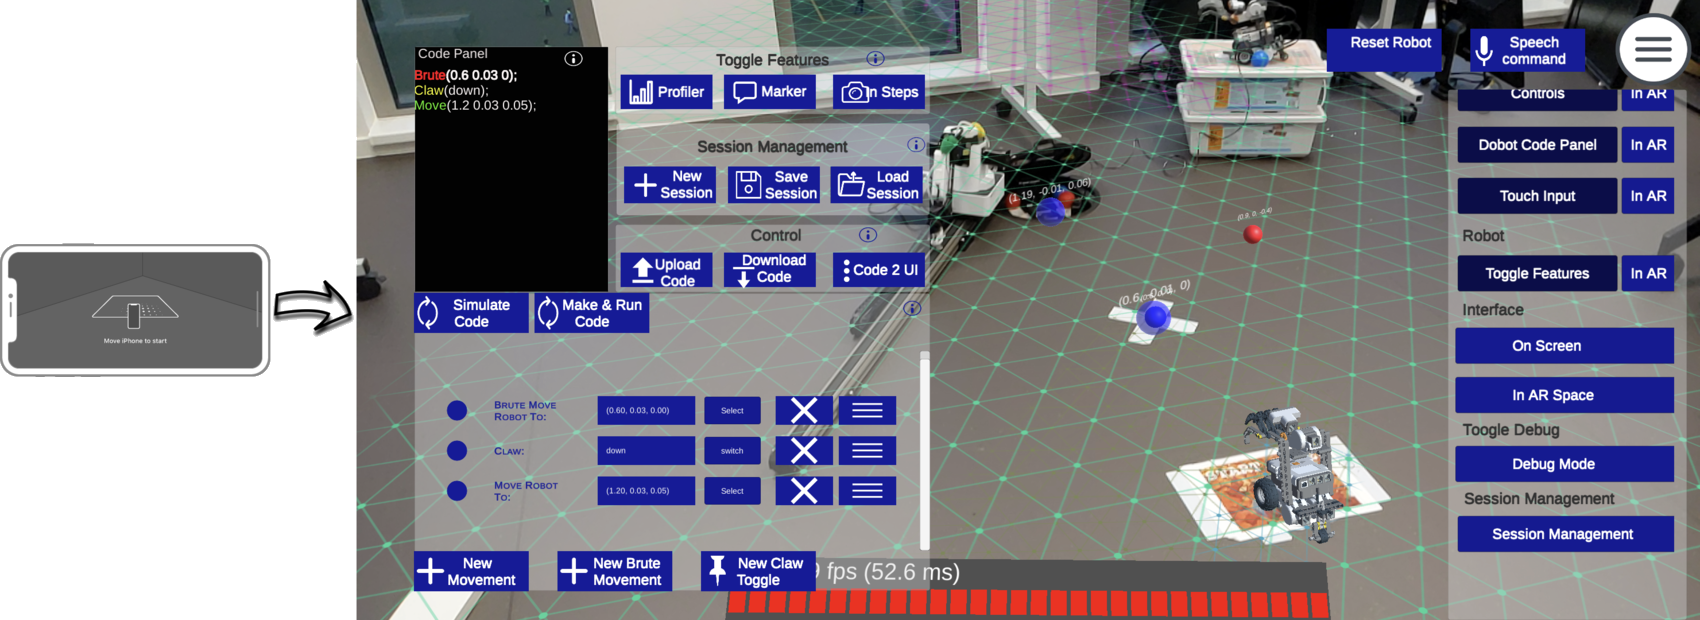 Move iPhone to start
Code Panel
Brute(0.6 0.03 0);
Claw(down);
Move(1.2 0.03 0.05);
Toggle Features
Profiler
Marker
In Steps
Session Management
New
Session
Save
Session
Load
Session
Control
Upload
Code
Download
Code
Code 2 UI
Simulate
Code
Make & Run
Code
BRUTE MOVE
ROBOT TO:
(0.60, 0.03, 0.00)
Select
CLAW:
down
switch
MOVE ROBOT
TO:
(1.20, 0.03, 0.05)
Select
New
Movement
New Brute
Movement
New Claw
Toggle
fps (52.6 ms)
(1.19, -0.01, 0.06)
(0.6, -0.01, 0)
START
Reset Robot
Speech
command
Controls
In AR
Dobot Code Panel
In AR
Touch Input
In AR
Robot
Toggle Features
In AR
Interface
On Screen
In AR Space
Toogle Debug
Debug Mode
Session Management
Session Management